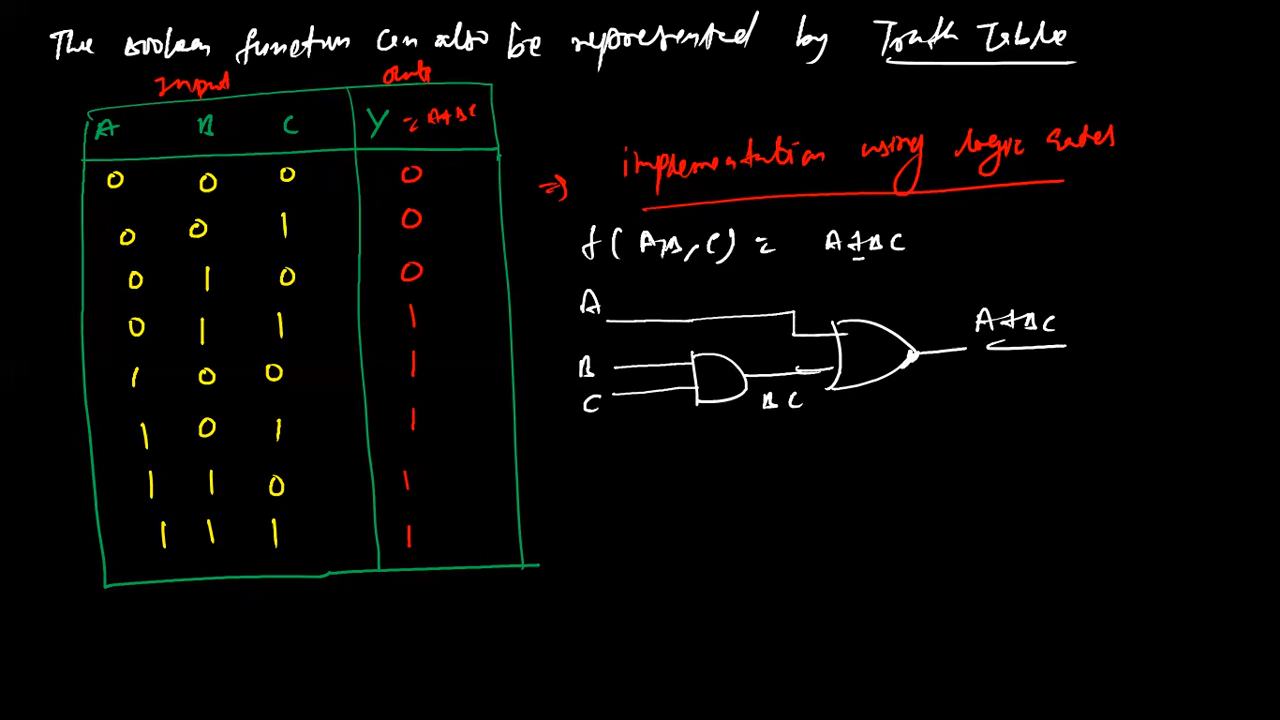 The boolean function can also be represented by Truth Table
Input
A B C Y = A+BC
0 0 0 0
0 0 1 0
0 1 0 0
0 1 1 1
1 0 0 1
1 0 1 1
1 1 0 1
1 1 1 1
⇒ implementation using logic gates
f(A,B,C) = A+BC
A
B
C
BC
A+BC